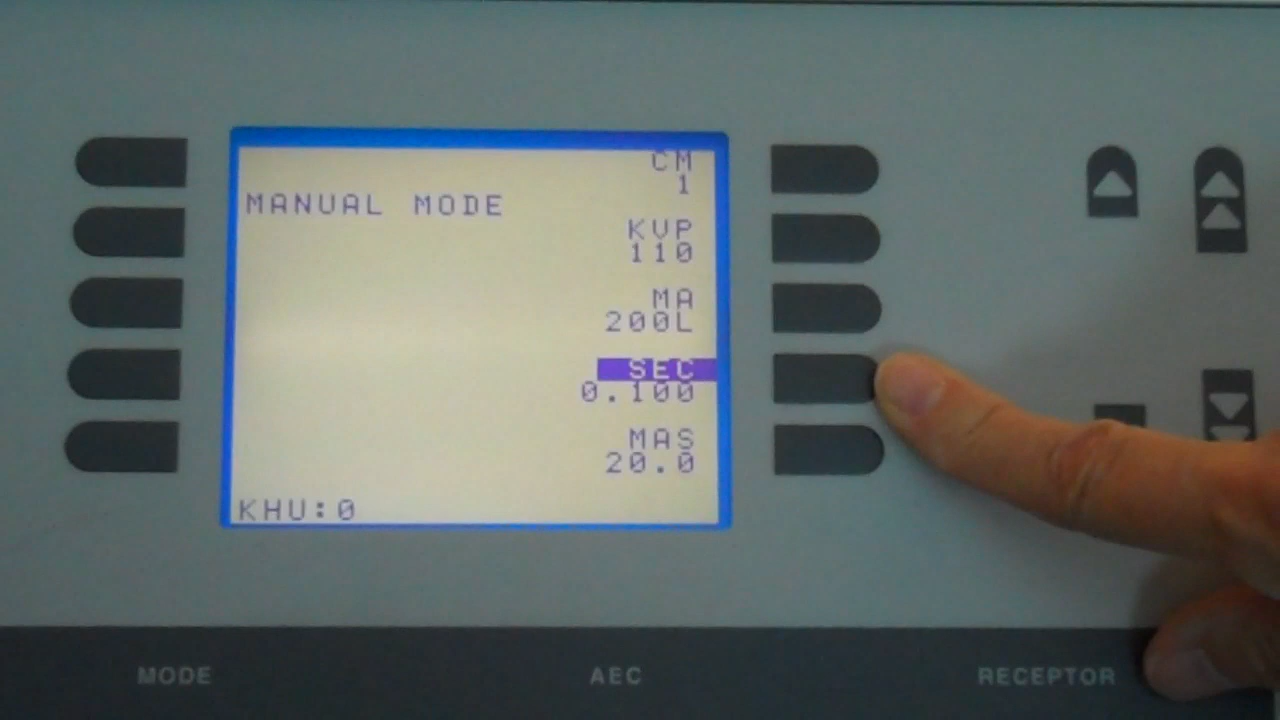 CM
1
MANUAL MODE
KVP
110
MA
200L
SEC
0.100
MAS
20.0
KHU:0
MODE
AEC
RECEPTOR